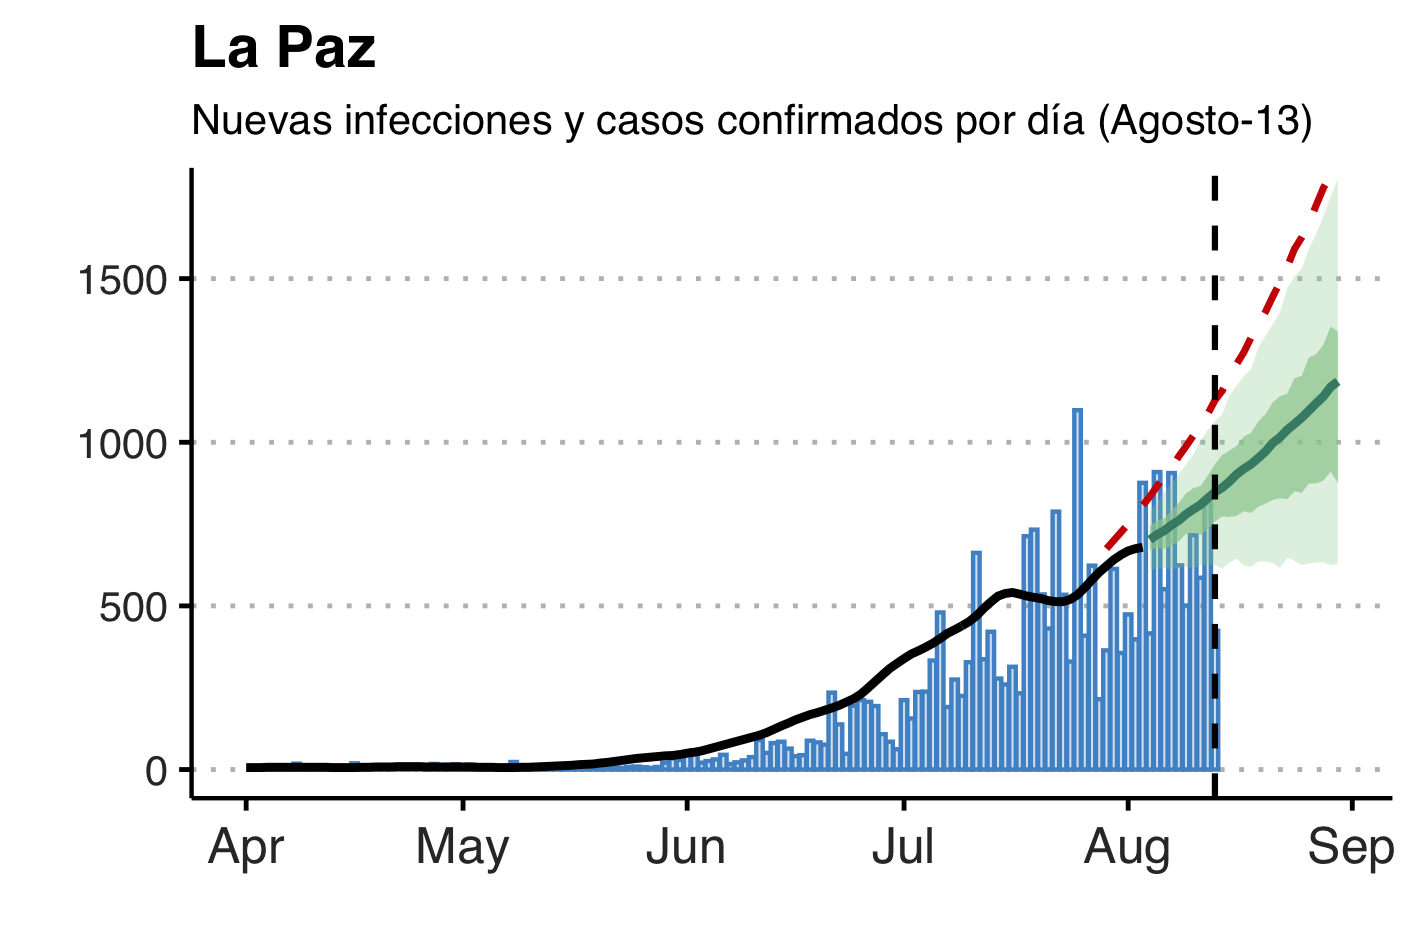 La Paz
Nuevas infecciones y casos confirmados por día (Agosto-13)
1500
1000
500
0
Apr May Jun Jul Aug Sep